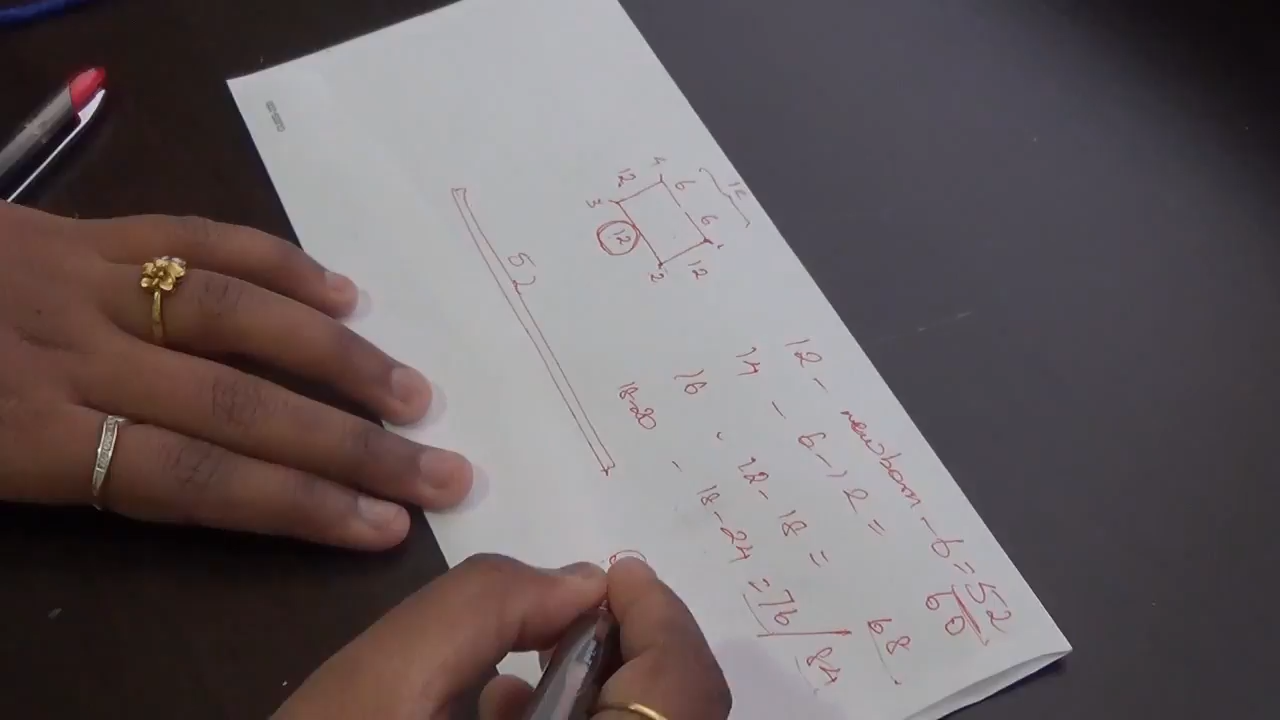 12
4 6 6
12 1
3
12
2 12
52
12 - newborn - 6 = 52
60
14 - 6 - 12 = 
68
16 - 12 - 18 =
18-20 - 18 - 24 = 76 / 84